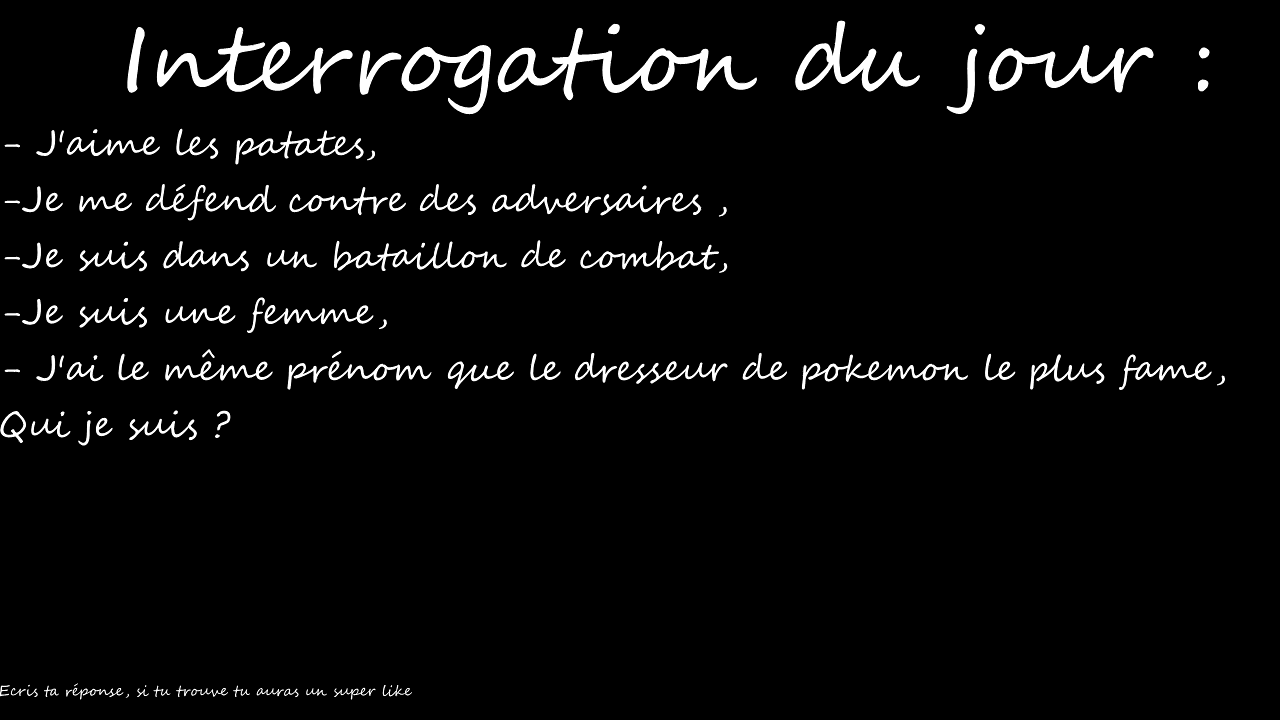 Interrogation du jour :
- J'aime les patates,
-Je me défend contre des adversaires ,
-Je suis dans un bataillon de combat,
-Je suis une femme,
- J'ai le même prénom que le dresseur de pokemon le plus fame,
Qui je suis ?
Ecris ta réponse, si tu trouve tu auras un super like